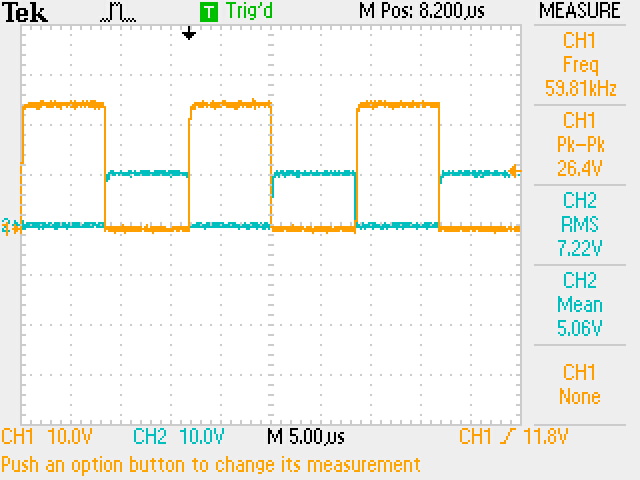 Tek T Trig'd M Pos: 8.200µs MEASURE
CH1
Freq
59.81kHz
CH1
Pk-Pk
26.4V
CH2
RMS
7.22V
CH2
Mean
5.06V
CH1
None
2
CH1 10.0V CH2 10.0V M 5.00µs CH1 11.8V
Push an option button to change its measurement